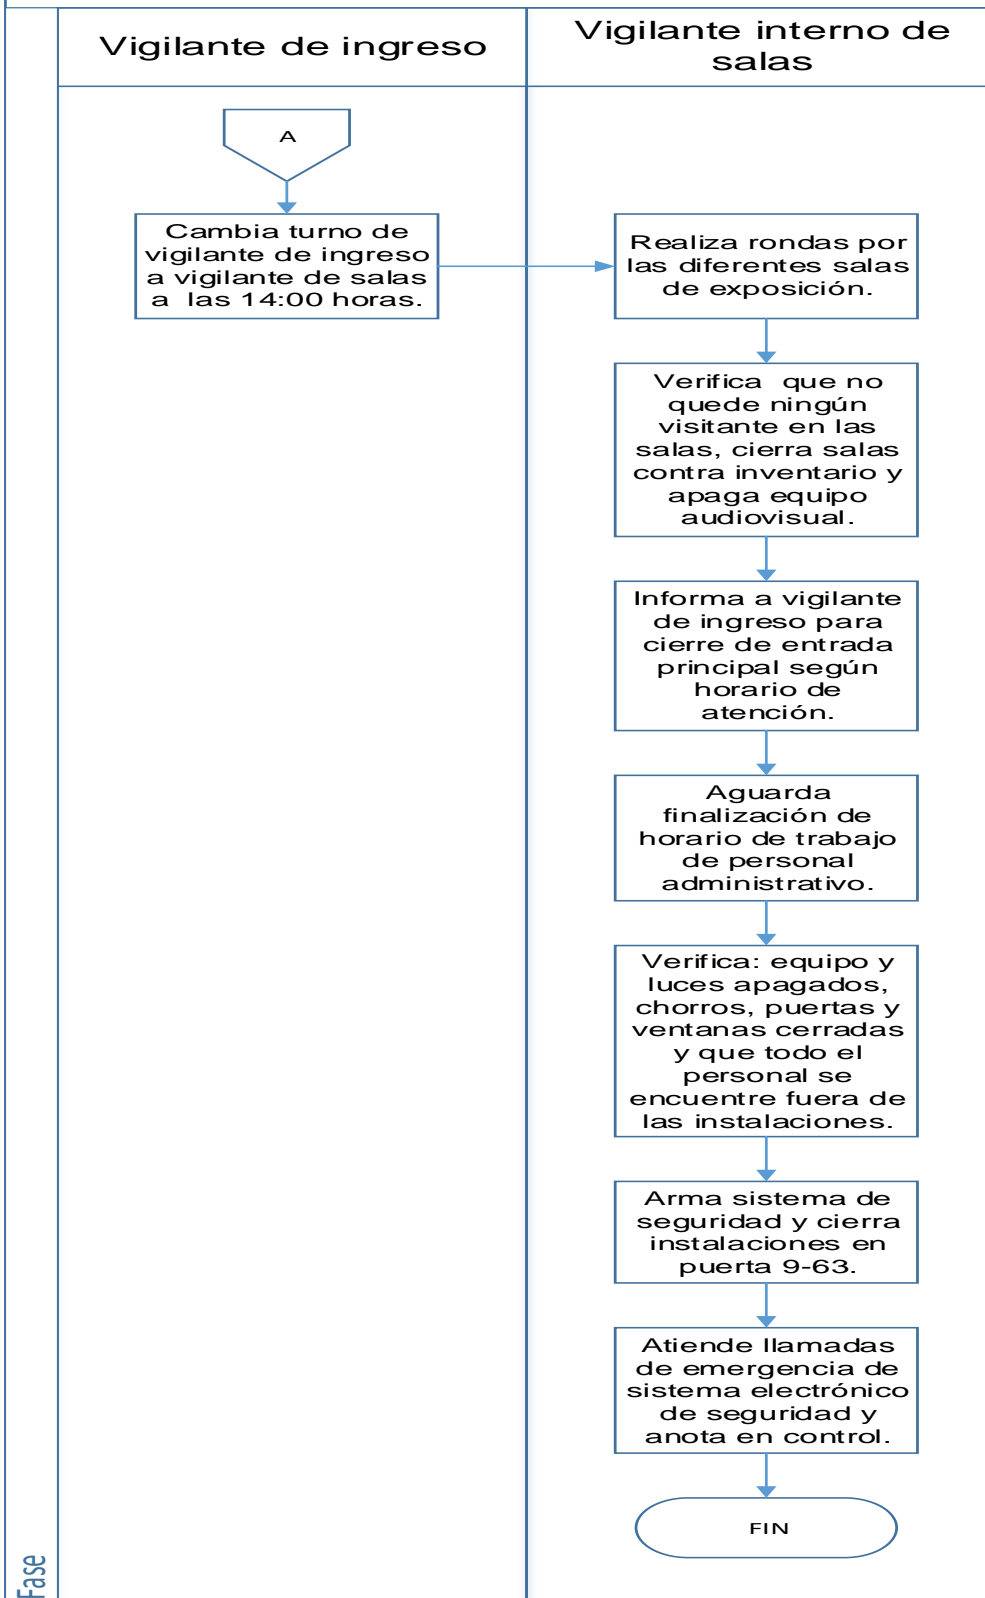 Vigilante de ingreso
Vigilante interno de
salas
A
Cambia turno de
vigilante de ingreso
a vigilante de salas
a las 14:00 horas.
Realiza rondas por
las diferentes salas
de exposición.
Verifica que no
quede ningún
visitante en las
salas, cierra salas
contra inventario y
apaga equipo
audiovisual.
Informa a vigilante
de ingreso para
cierre de entrada
principal según
horario de
atención.
Aguarda
finalización de
horario de trabajo
de personal
administrativo.
Verifica: equipo y
luces apagados,
chorros, puertas y
ventanas cerradas
y que todo el
personal se
encuentre fuera de
las instalaciones.
Arma sistema de
seguridad y cierra
instalaciones en
puerta 9-63.
Atiende llamadas
de emergencia de
sistema electrónico
de seguridad y
anota en control.
FIN
Fase